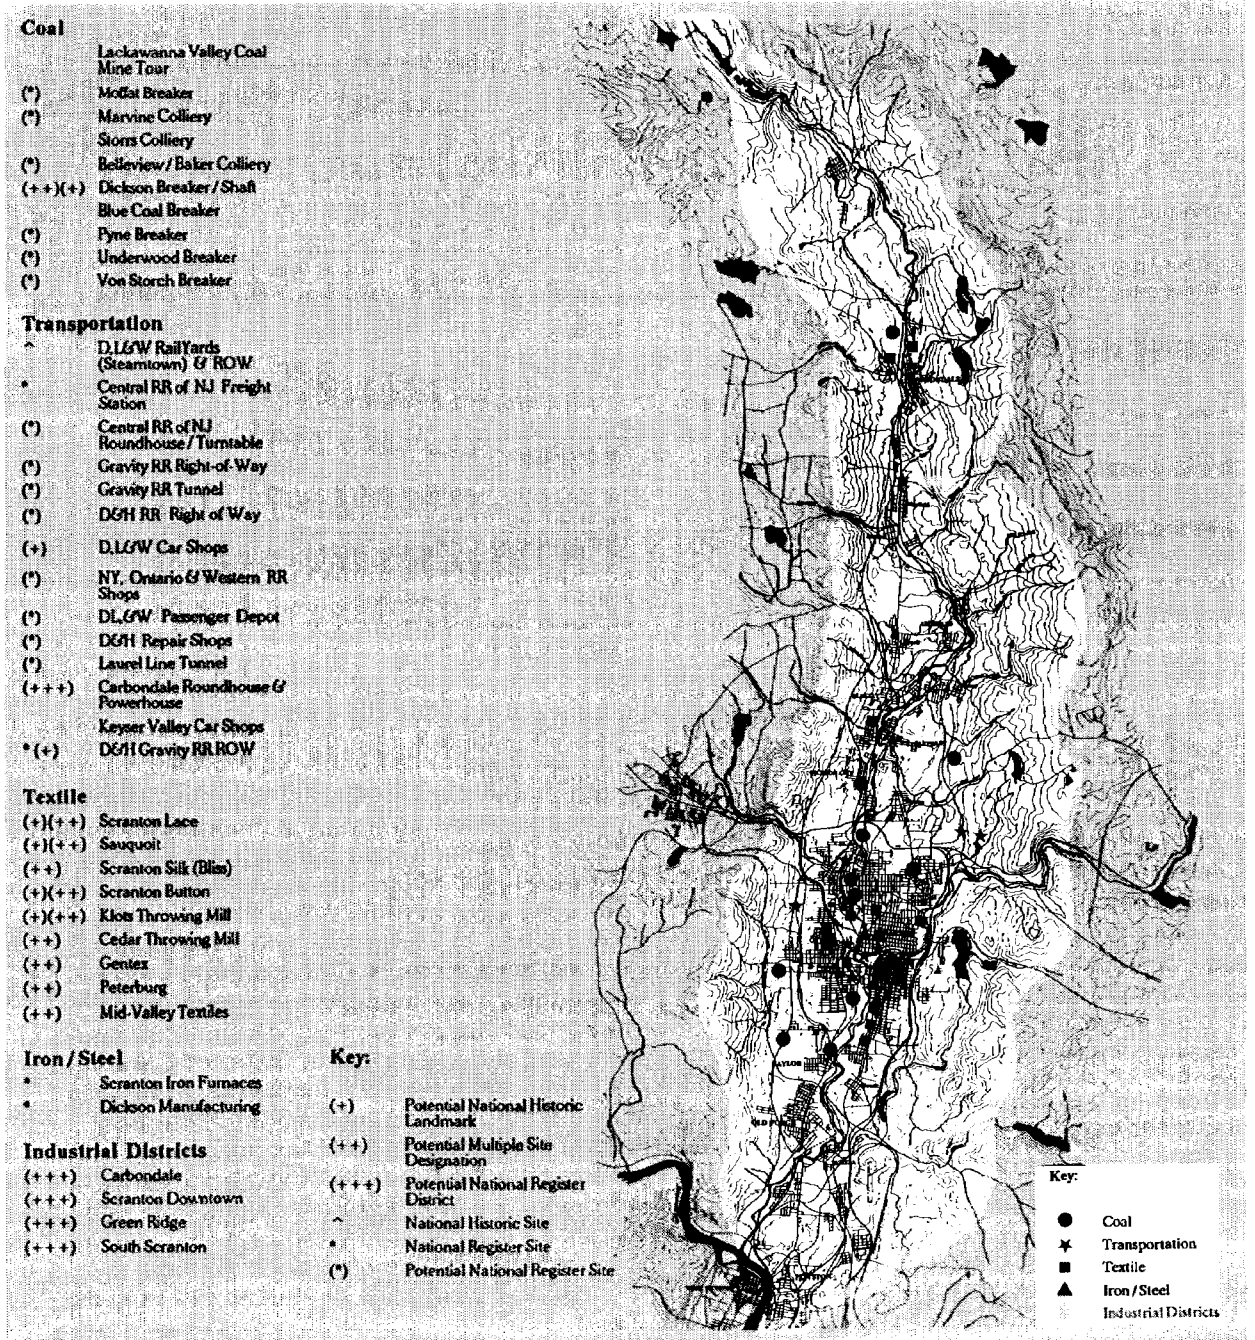 Coal
Lackawanna Valley Coal
Mine Tour
(*) Moffat Breaker
(*) Marvine Colliery
Storrs Colliery
(*) Belleview / Baker Colliery
(++)(+) Dickson Breaker / Shaft
Blue Coal Breaker
(*) Pyne Breaker
(*) Underwood Breaker
(*) Von Storch Breaker
Transportation
^ D,L&W RailYards
(Steamtown) & ROW
* Central RR of NJ Freight
Station
(*) Central RR of NJ
Roundhouse / Turntable
(*) Gravity RR Right-of-Way
(*) Gravity RR Tunnel
(*) D&H RR Right of Way
(+) D,L&W Car Shops
(*) NY, Ontario & Western RR
Shops
(*) DL,&W Passenger Depot
(*) D&H Repair Shops
(*) Laurel Line Tunnel
(+++) Carbondale Roundhouse &
Powerhouse
Keyser Valley Car Shops
* (+) D&H Gravity RR ROW
Textile
(+)(++) Scranton Lace
(+)(++) Sauquoit
(++) Scranton Silk (Bliss)
(+)(++) Scranton Button
(+)(++) Klots Throwing Mill
(++) Cedar Throwing Mill
(++) Gentex
(++) Peterburg
(++) Mid-Valley Textiles
Iron / Steel
* Scranton Iron Furnaces
* Dickson Manufacturing
Industrial Districts
(+++) Carbondale
(+++) Scranton Downtown
(+++) Green Ridge
(+++) South Scranton
Key:
(+) Potential National Historic
Landmark
(++) Potential Multiple Site
Designation
(+++) Potential National Register
District
^ National Historic Site
* National Register Site
(*) Potential National Register Site
TAYLOR
OLD FORGE
Key:
● Coal
★ Transportation
■ Textile
▲ Iron / Steel
Industrial Districts